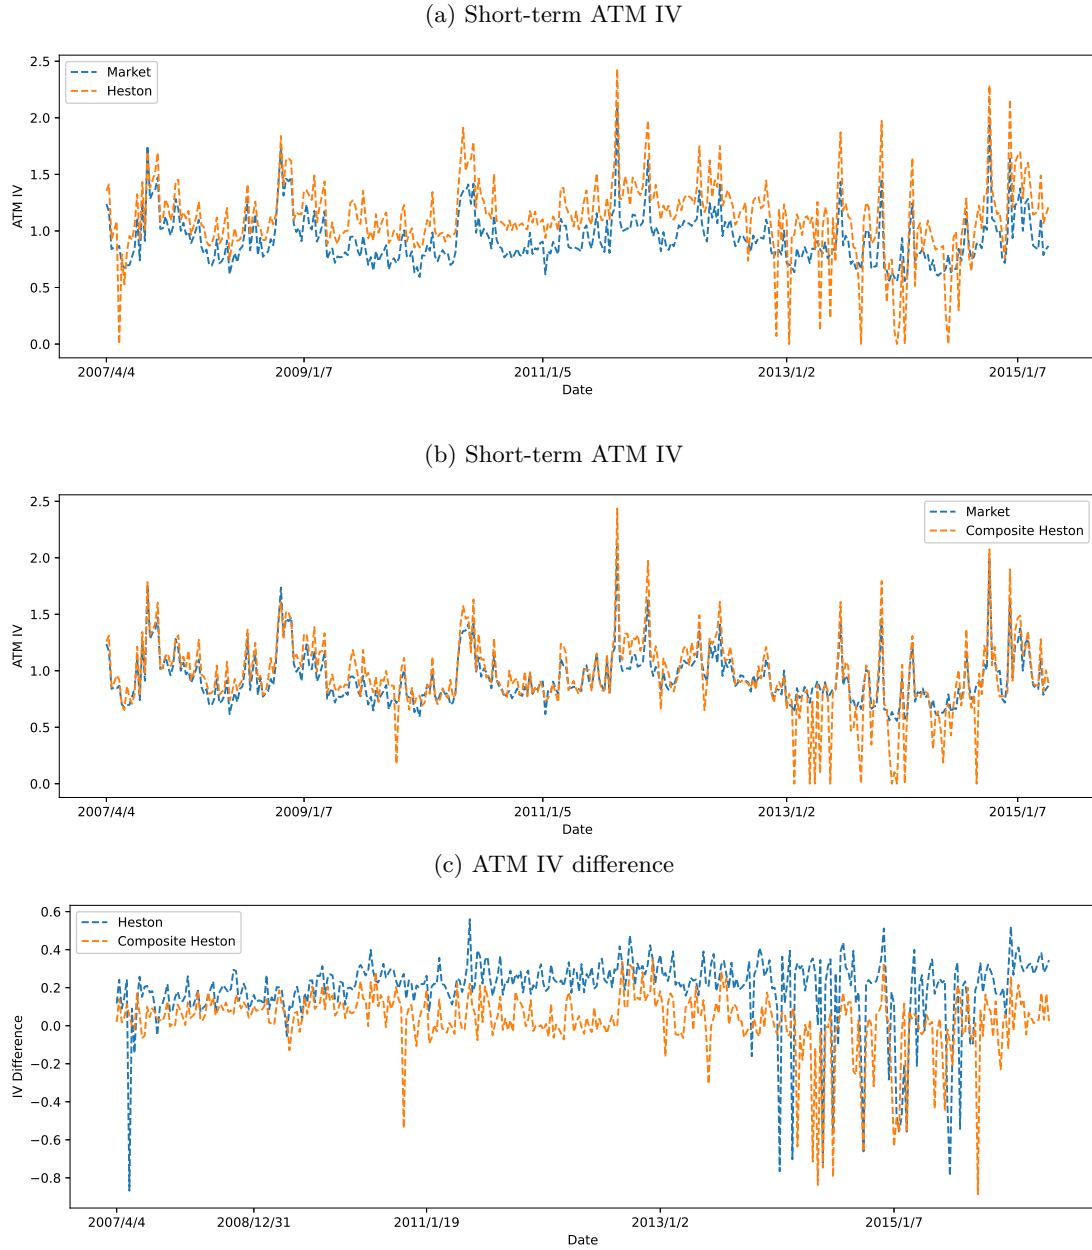 (a) Short-term ATM IV
2.5
2.0
1.5
1.0
0.5
0.0
ATM IV
Market
Heston
2007/4/4
2009/1/7
2011/1/5
2013/1/2
2015/1/7
Date
(b) Short-term ATM IV
2.5
2.0
1.5
1.0
0.5
0.0
ATM IV
Market
Composite Heston
2007/4/4
2009/1/7
2011/1/5
2013/1/2
2015/1/7
Date
(c) ATM IV difference
0.6
0.4
0.2
0.0
−0.2
−0.4
−0.6
−0.8
IV Difference
Heston
Composite Heston
2007/4/4
2008/12/31
2011/1/19
2013/1/2
2015/1/7
Date